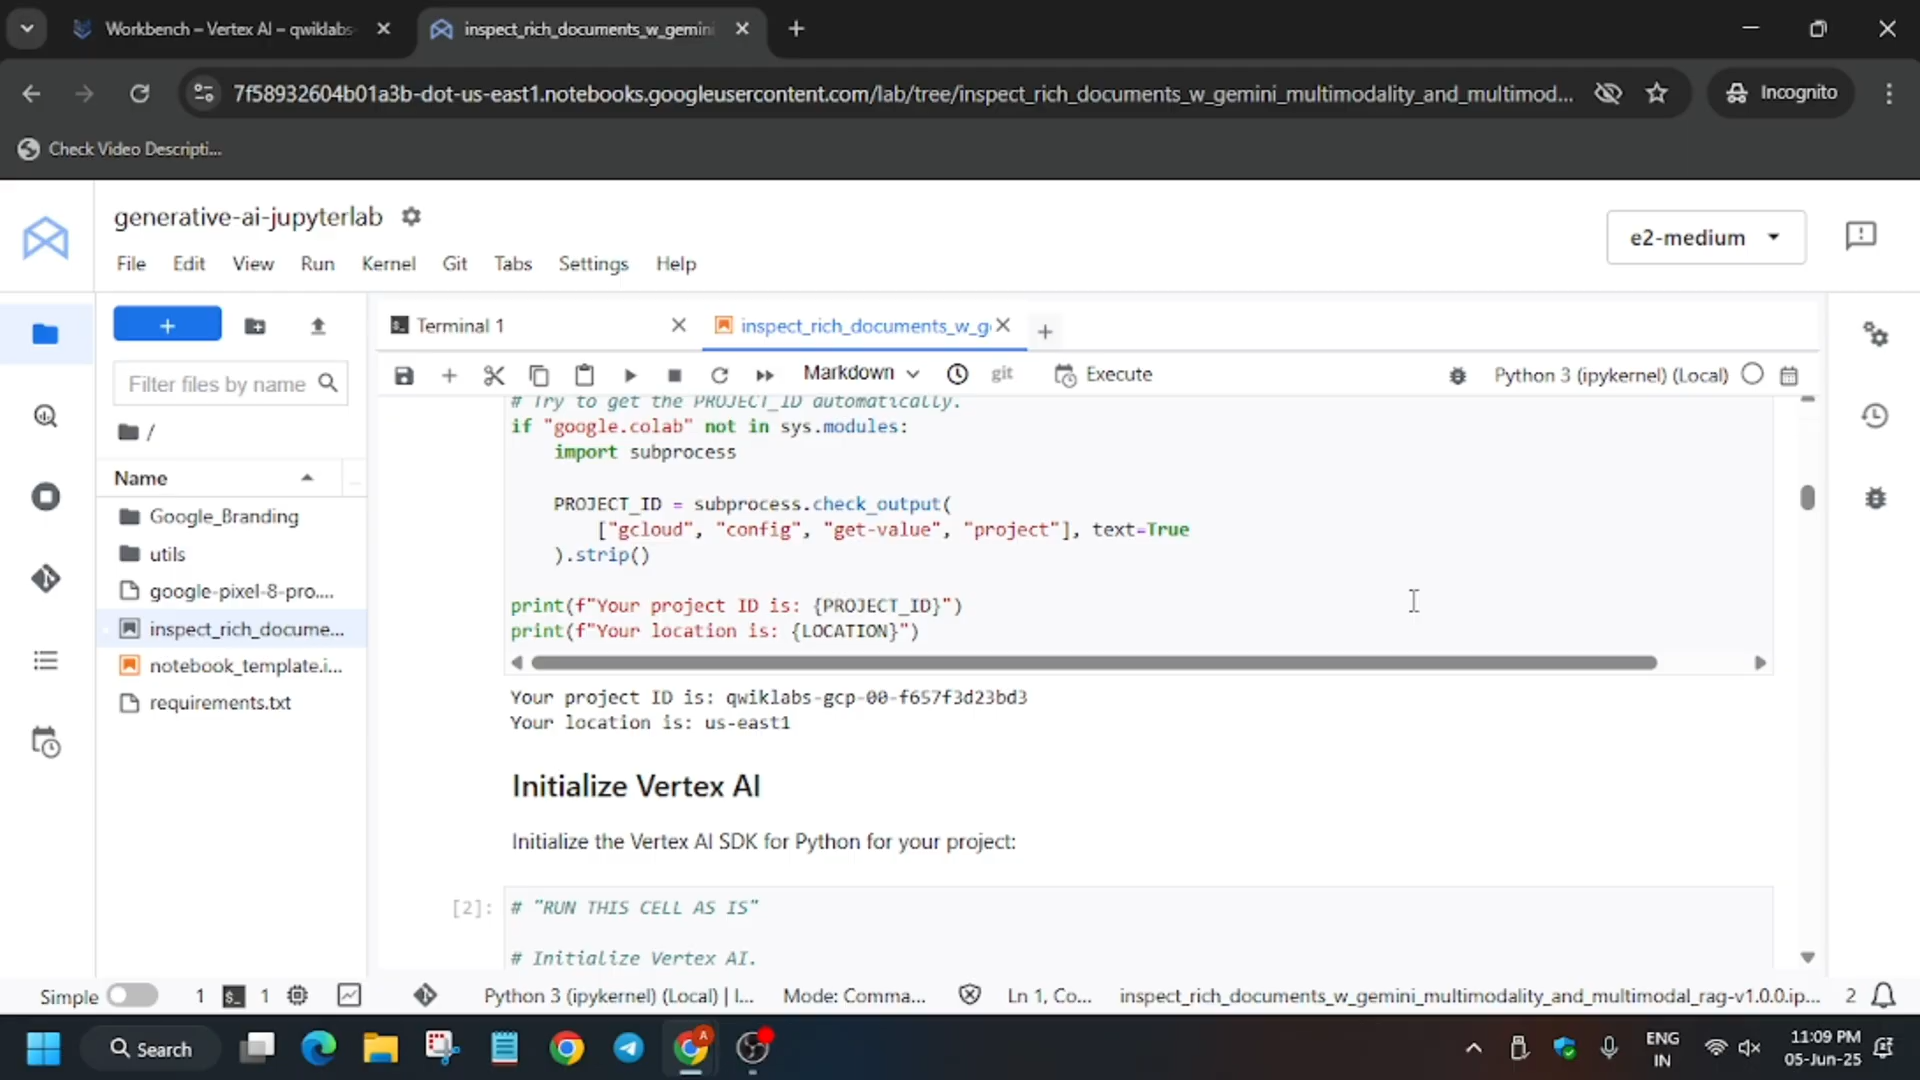 Workbench – Vertex AI – qwiklabs-
inspect_rich_documents_w_gemini
7f58932604b01a3b-dot-us-east1.notebooks.googleusercontent.com/lab/tree/inspect_rich_documents_w_gemini_multimodality_and_multimod...
Incognito
Check Video Descripti...
generative-ai-jupyterlab
e2-medium
File Edit View Run Kernel Git Tabs Settings Help
Terminal 1
inspect_rich_documents_w_g
Filter files by name
Markdown
git
Execute
Python 3 (ipykernel) (Local)
/
Name
Google_Branding
utils
google-pixel-8-pro....
inspect_rich_docume...
notebook_template.i...
requirements.txt
# Try to get the PROJECT_ID automatically.
if "google.colab" not in sys.modules:
import subprocess
PROJECT_ID = subprocess.check_output(
["gcloud", "config", "get-value", "project"], text=True
).strip()
print(f"Your project ID is: {PROJECT_ID}")
print(f"Your location is: {LOCATION}")
Your project ID is: qwiklabs-gcp-00-f657f3d23bd3
Your location is: us-east1
Initialize Vertex AI
Initialize the Vertex AI SDK for Python for your project:
[2]: # "RUN THIS CELL AS IS"
# Initialize Vertex AI.
Simple
1
1
Python 3 (ipykernel) (Local) | I...
Mode: Comma...
Ln 1, Co...
inspect_rich_documents_w_gemini_multimodality_and_multimodal_rag-v1.0.0.ip...
2
Search
A
ENG
IN
11:09 PM
05-Jun-25